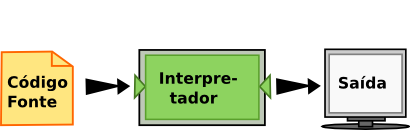 Código
Fonte
Interpre-
tador
Saída